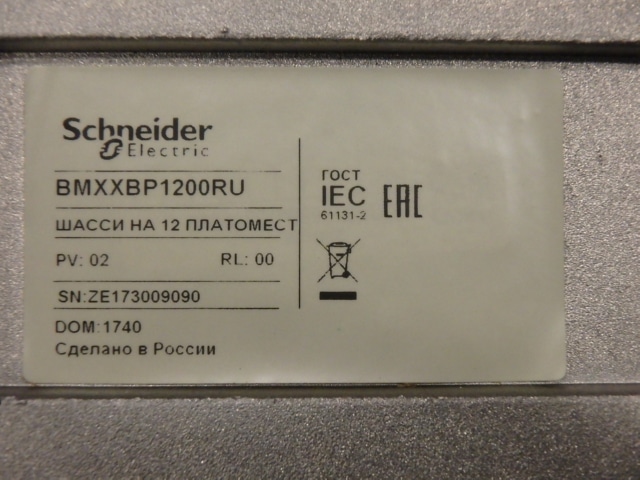 Schneider
Electric
BMXXBP1200RU
ШАССИ НА 12 ПЛАТОМЕСТ
PV: 02 RL: 00
SN:ZE173009090
DOM:1740
Сделано в России
ГОСТ
IEC
61131-2
EAC